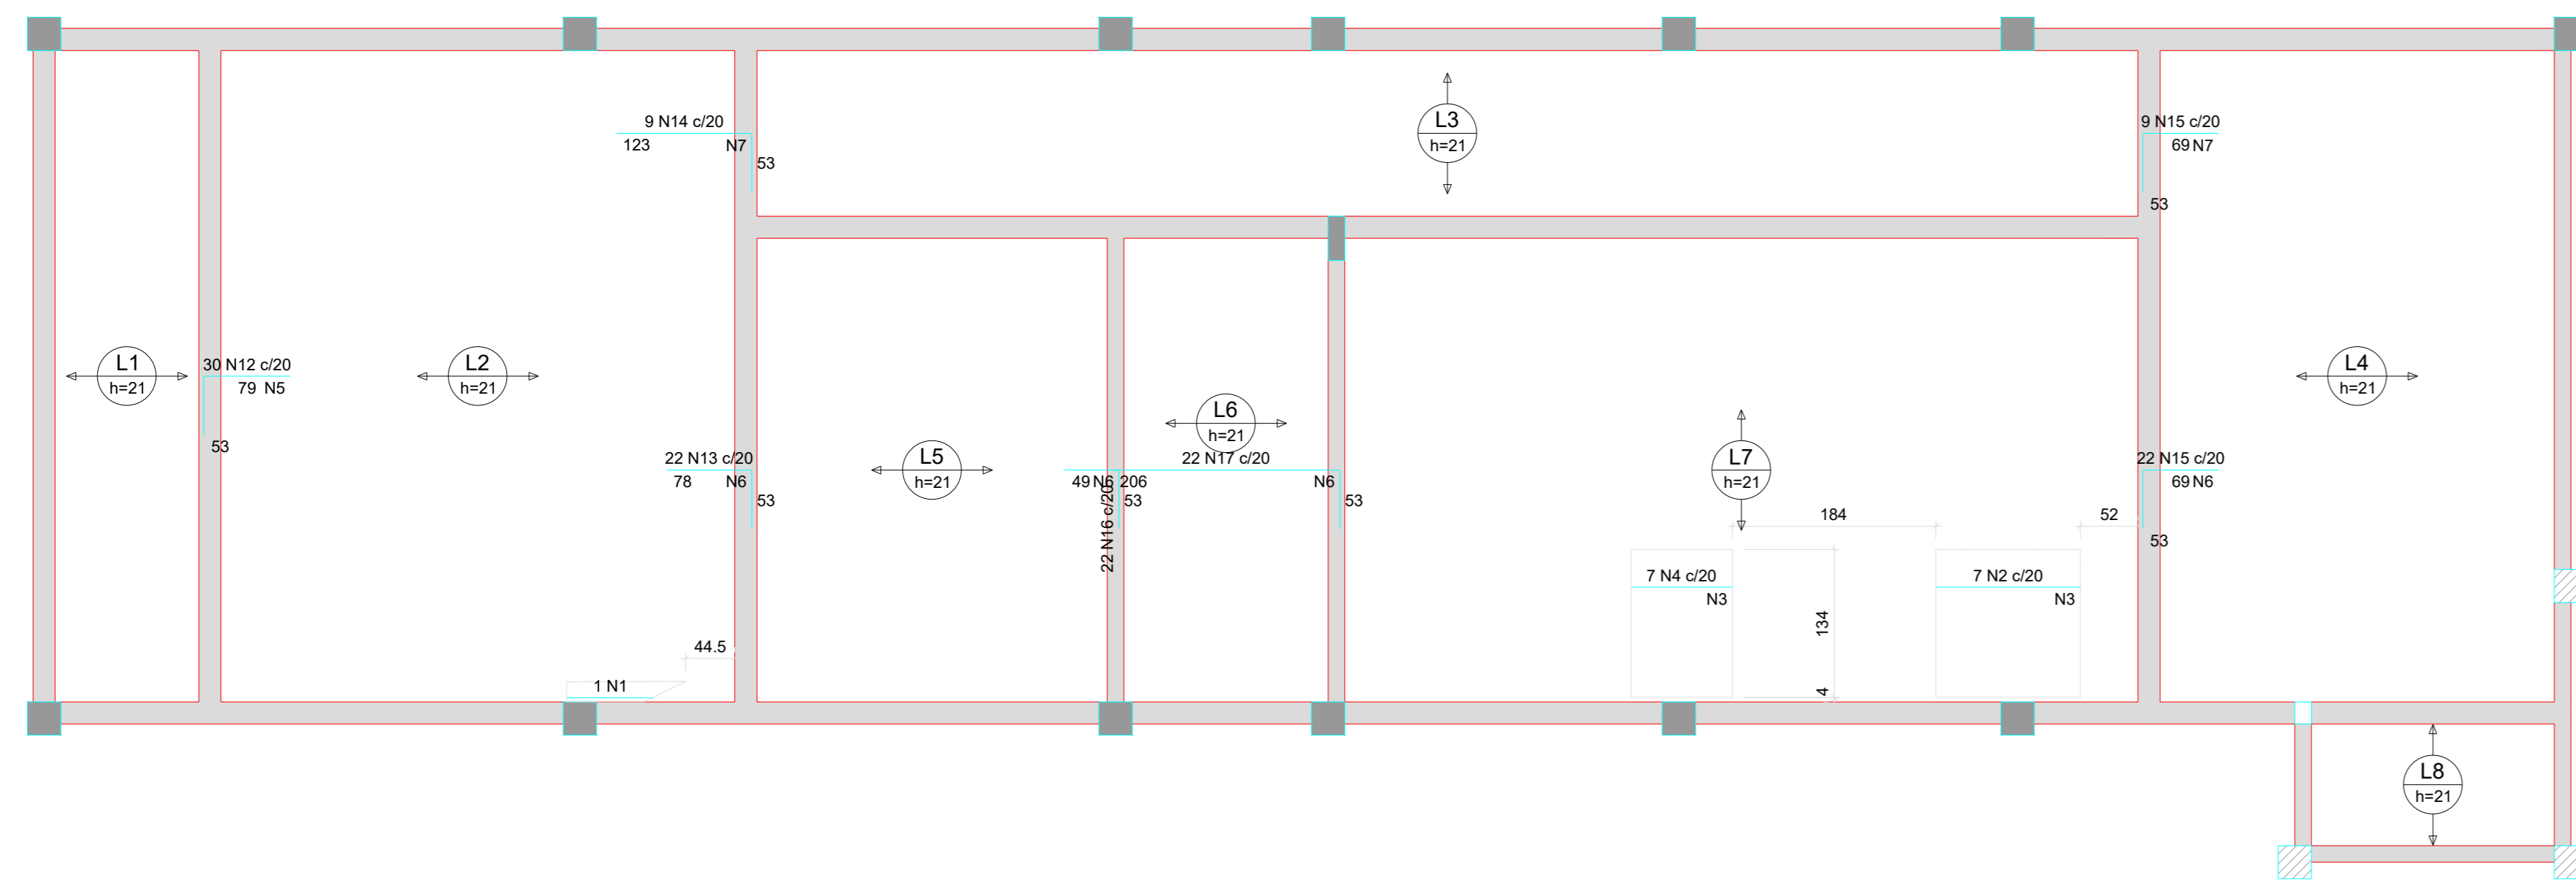 9 N14 c/20
123
N7
53
L3
h=21
9 N15 c/20
69 N7
53
L1
h=21
30 N12 c/20
79 N5
53
L2
h=21
L4
h=21
L6
h=21
22 N13 c/20
78
N6
53
L5
h=21
22 N17 c/20
49 N6 206
53
N6
53
22 N16 c/20
L7
h=21
22 N15 c/20
69 N6
53
184
52
7 N4 c/20
N3
7 N2 c/20
N3
134
4
44.5
1 N1
L8
h=21